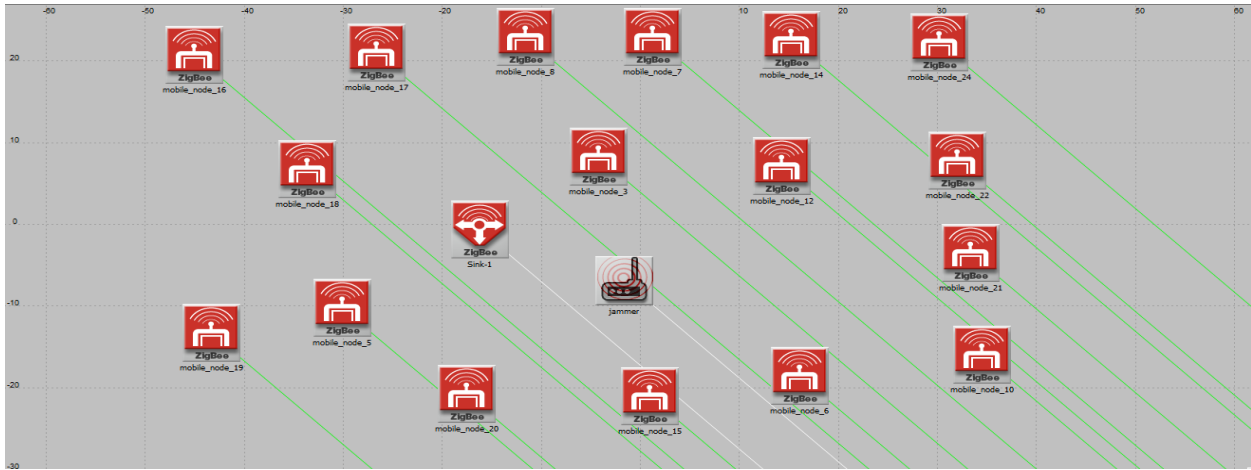 -60 -50 -40 -30 -20 10 20 30 40 50 60
20
ZigBee
mobile_node_16
ZigBee
mobile_node_17
ZigBee
mobile_node_8
ZigBee
mobile_node_7
ZigBee
mobile_node_14
ZigBee
mobile_node_24
10
ZigBee
mobile_node_18
ZigBee
mobile_node_3
ZigBee
mobile_node_12
ZigBee
mobile_node_22
0
ZigBee
Sink-1
ZigBee
mobile_node_21
-10
jammer
ZigBee
mobile_node_5
ZigBee
mobile_node_19
ZigBee
mobile_node_10
-20
ZigBee
mobile_node_6
ZigBee
mobile_node_20
ZigBee
mobile_node_15
-30